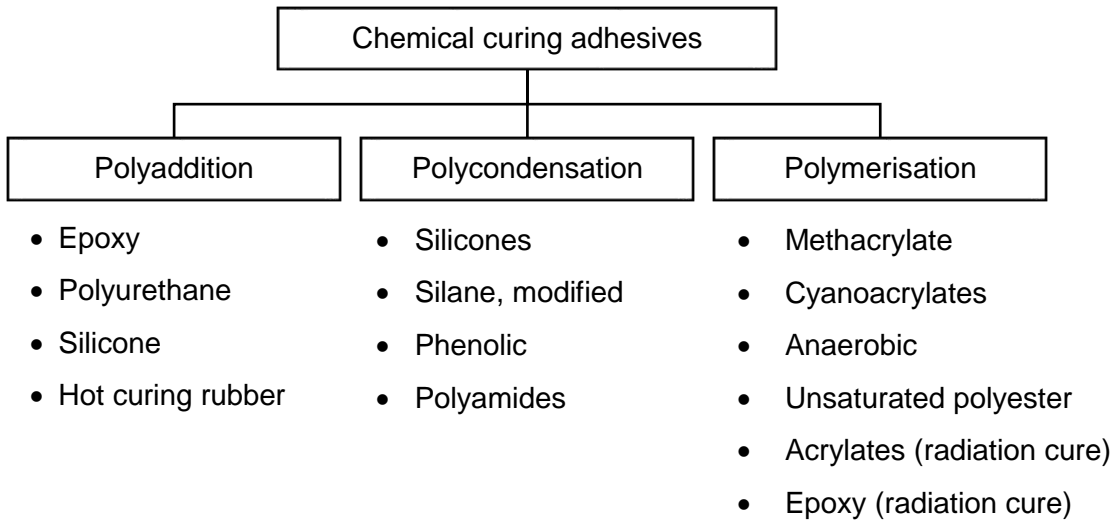 Chemical curing adhesives
Polyaddition
Polycondensation
Polymerisation
• Epoxy
• Polyurethane
• Silicone
• Hot curing rubber
• Silicones
• Silane, modified
• Phenolic
• Polyamides
• Methacrylate
• Cyanoacrylates
• Anaerobic
• Unsaturated polyester
• Acrylates (radiation cure)
• Epoxy (radiation cure)